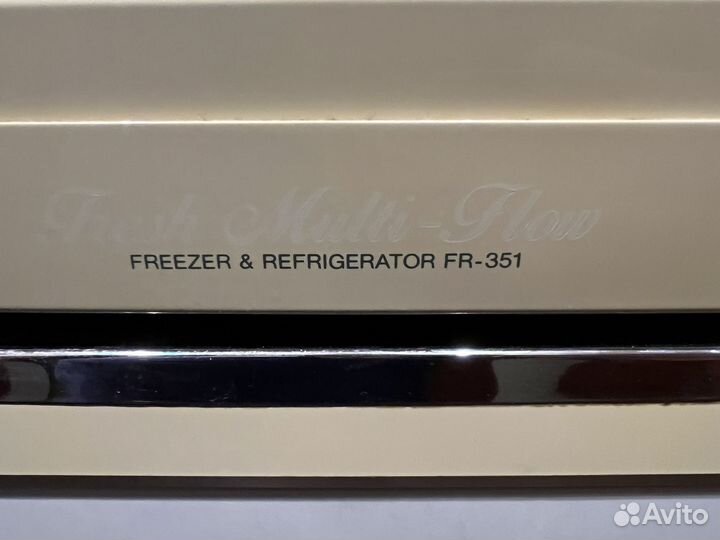 Fresh Multi-Flow
FREEZER & REFRIGERATOR FR-351
Avito